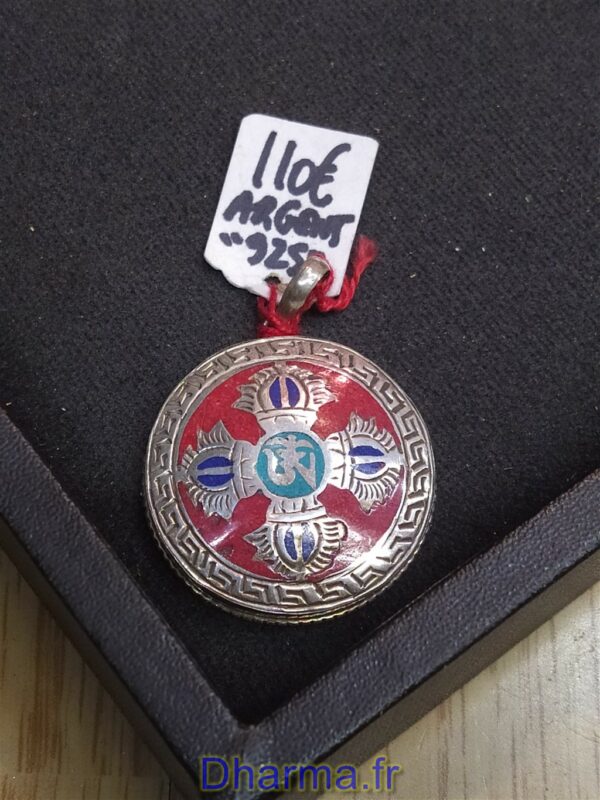 110€
ARGENT
"925"
ༀ
Dharma.fr